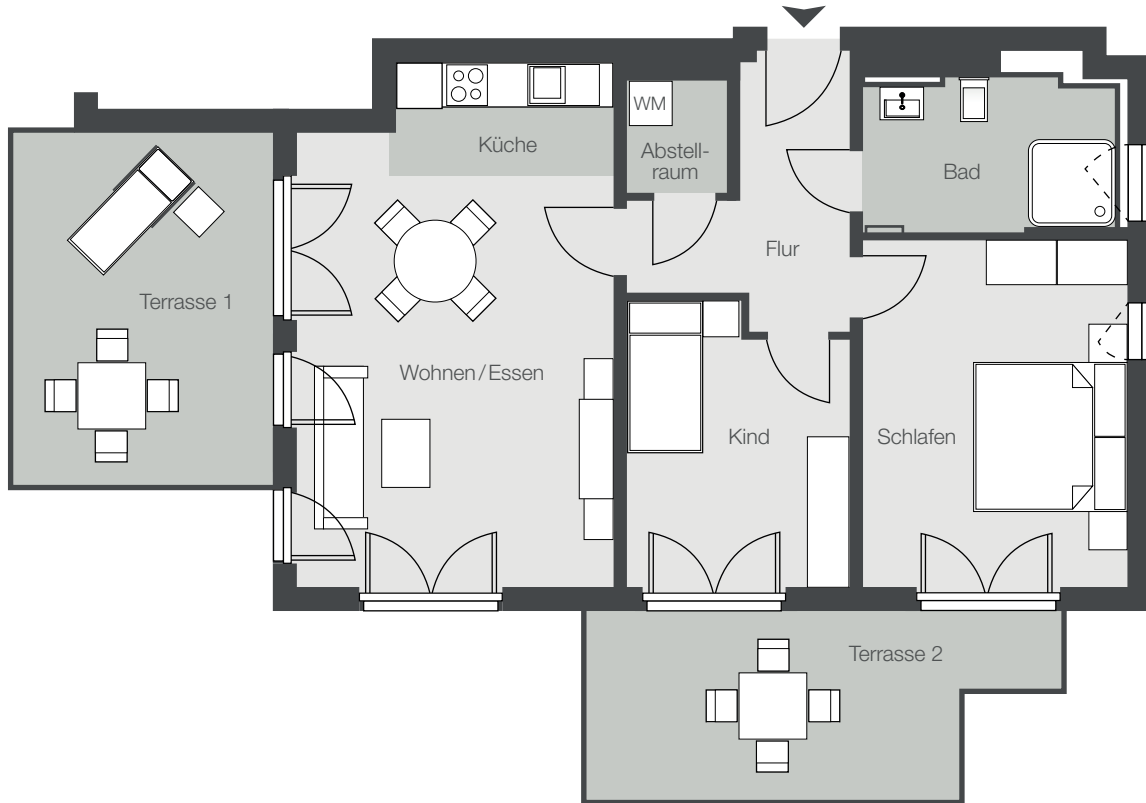 Küche
WM
Abstell-
raum
Bad
Flur
Terrasse 1
Wohnen / Essen
Kind
Schlafen
Terrasse 2